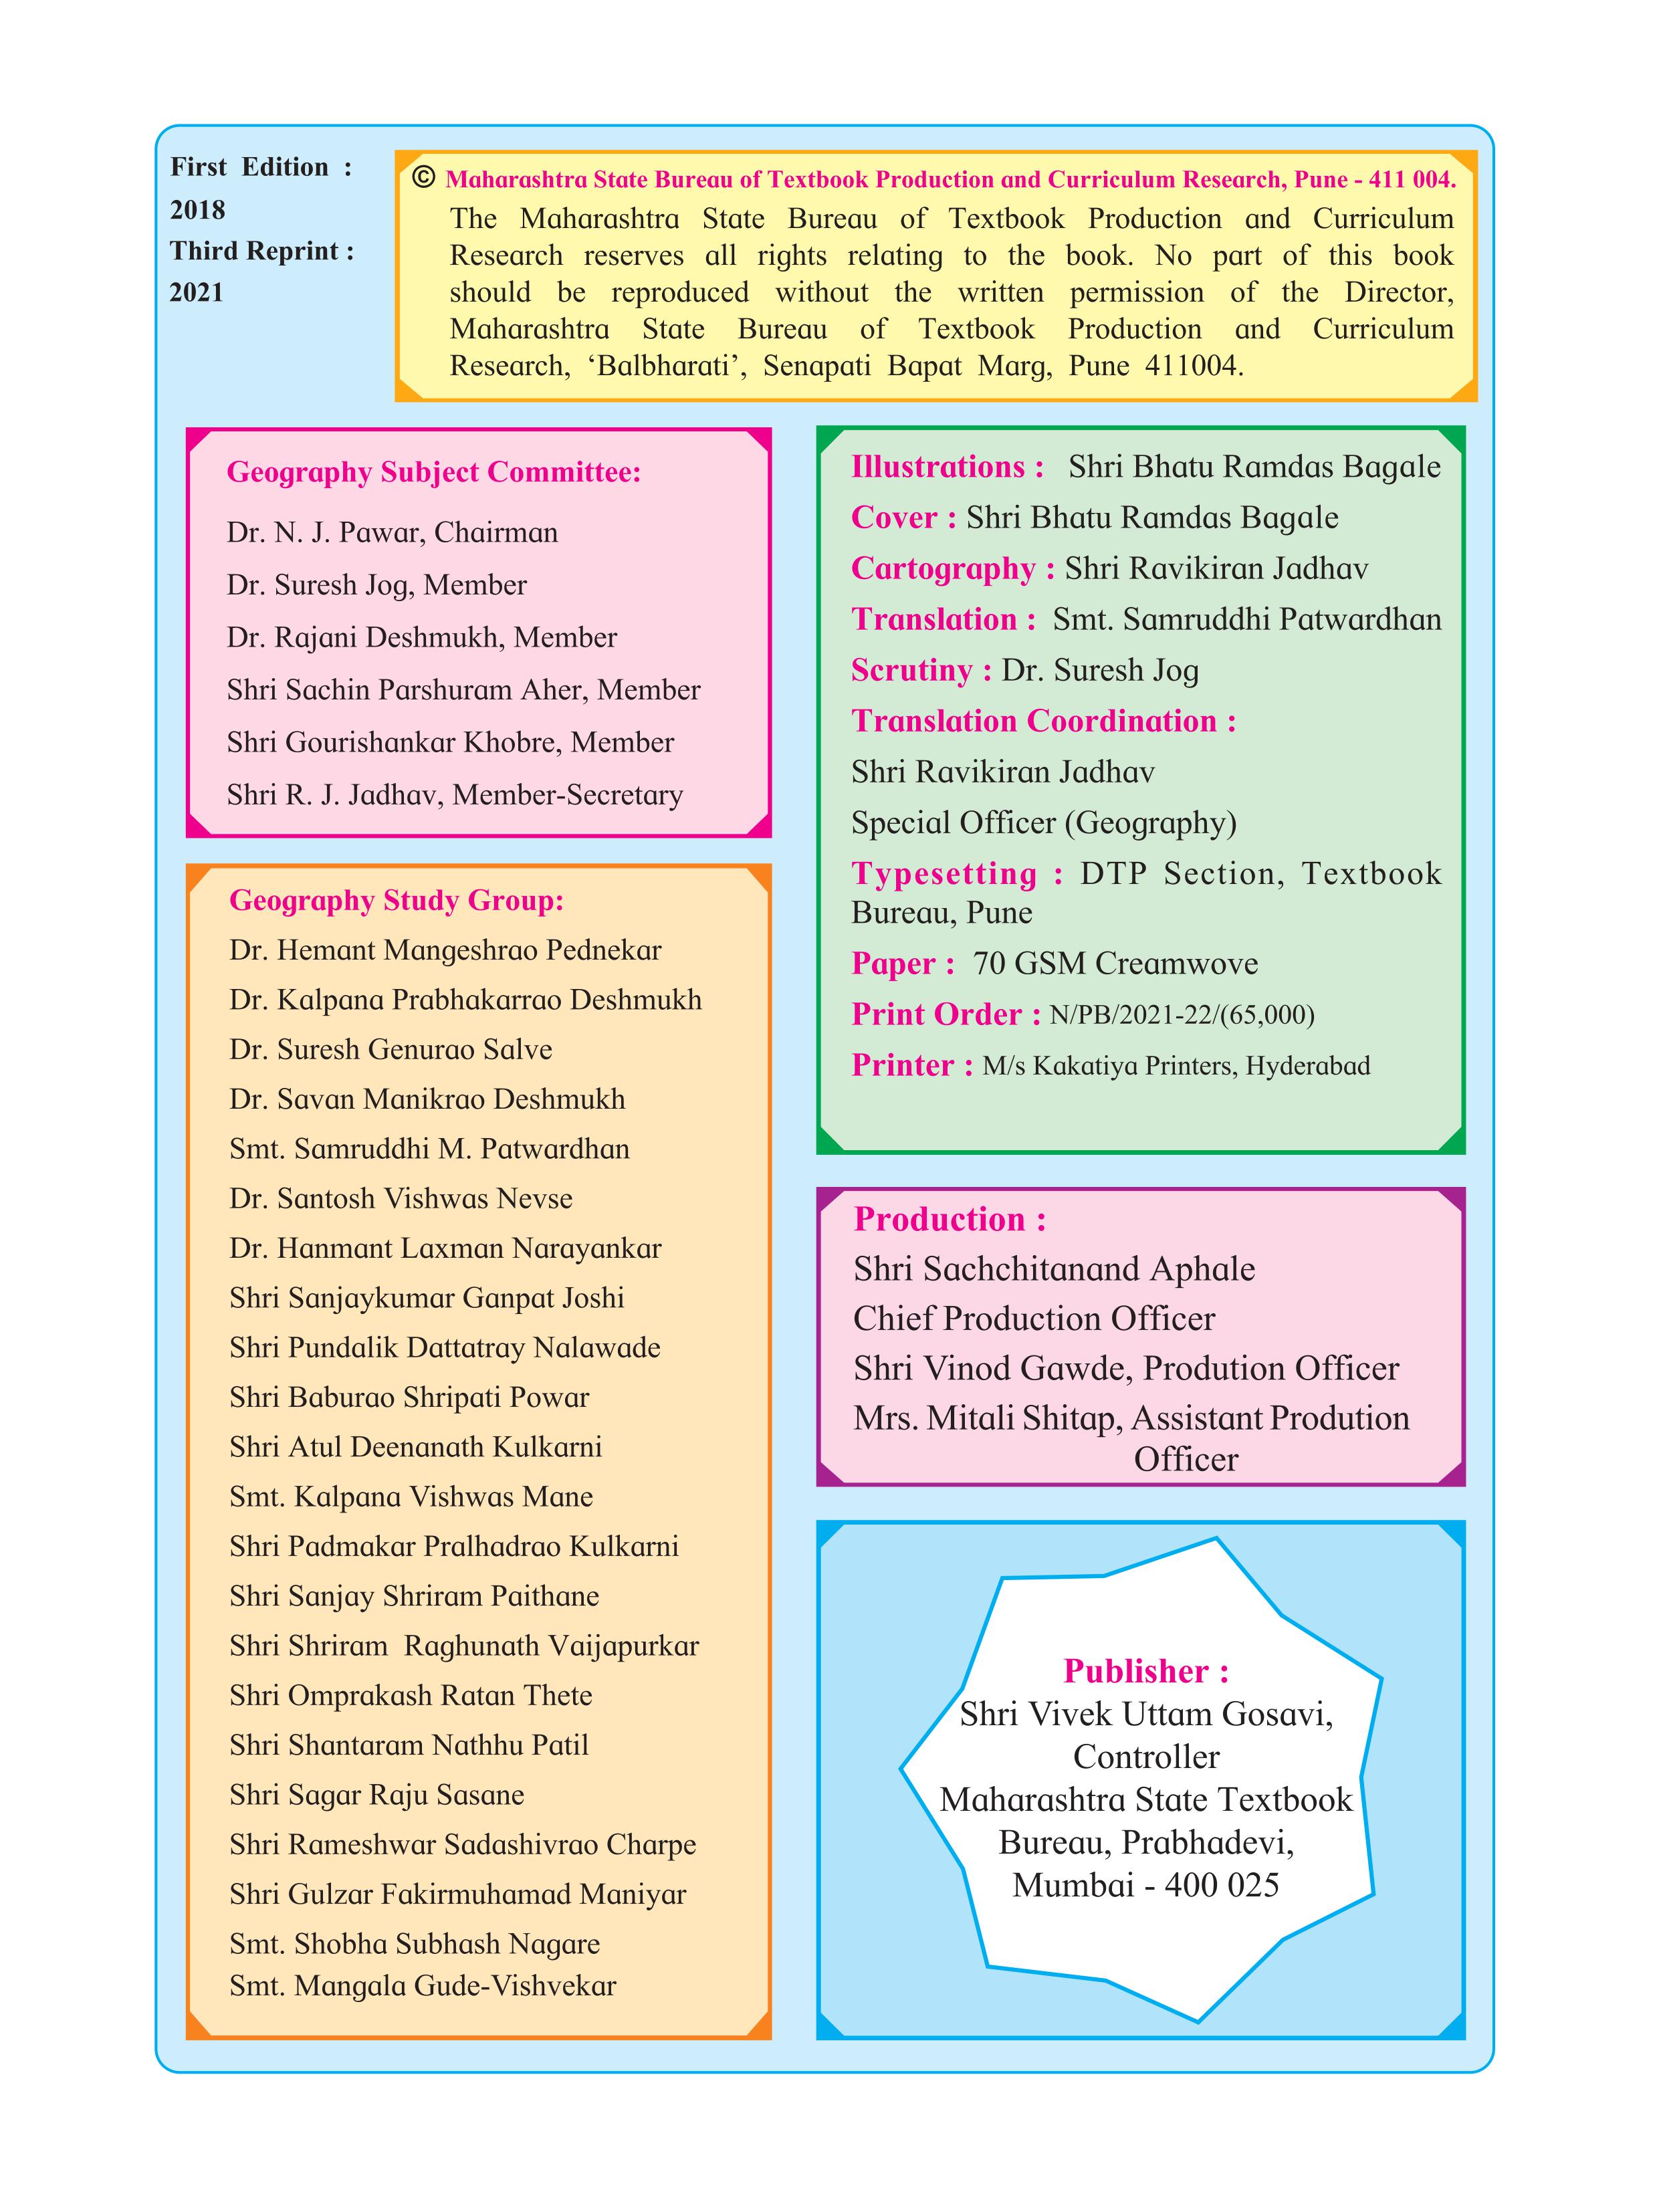 First Edition :
2018
Third Reprint :
2021
© Maharashtra State Bureau of Textbook Production and Curriculum Research, Pune - 411 004.
The Maharashtra State Bureau of Textbook Production and Curriculum
Research reserves all rights relating to the book. No part of this book
should be reproduced without the written permission of the Director,
Maharashtra State Bureau of Textbook Production and Curriculum
Research, ‘Balbharati’, Senapati Bapat Marg, Pune 411004.
Geography Subject Committee:
Dr. N. J. Pawar, Chairman
Dr. Suresh Jog, Member
Dr. Rajani Deshmukh, Member
Shri Sachin Parshuram Aher, Member
Shri Gourishankar Khobre, Member
Shri R. J. Jadhav, Member-Secretary
Geography Study Group:
Dr. Hemant Mangeshrao Pednekar
Dr. Kalpana Prabhakarrao Deshmukh
Dr. Suresh Genurao Salve
Dr. Savan Manikrao Deshmukh
Smt. Samruddhi M. Patwardhan
Dr. Santosh Vishwas Nevse
Dr. Hanmant Laxman Narayankar
Shri Sanjaykumar Ganpat Joshi
Shri Pundalik Dattatray Nalawade
Shri Baburao Shripati Powar
Shri Atul Deenanath Kulkarni
Smt. Kalpana Vishwas Mane
Shri Padmakar Pralhadrao Kulkarni
Shri Sanjay Shriram Paithane
Shri Shriram Raghunath Vaijapurkar
Shri Omprakash Ratan Thete
Shri Shantaram Nathhu Patil
Shri Sagar Raju Sasane
Shri Rameshwar Sadashivrao Charpe
Shri Gulzar Fakirmuhamad Maniyar
Smt. Shobha Subhash Nagare
Smt. Mangala Gude-Vishvekar
Illustrations : Shri Bhatu Ramdas Bagale
Cover : Shri Bhatu Ramdas Bagale
Cartography : Shri Ravikiran Jadhav
Translation : Smt. Samruddhi Patwardhan
Scrutiny : Dr. Suresh Jog
Translation Coordination :
Shri Ravikiran Jadhav
Special Officer (Geography)
Typesetting : DTP Section, Textbook
Bureau, Pune
Paper : 70 GSM Creamwove
Print Order : N/PB/2021-22/(65,000)
Printer : M/s Kakatiya Printers, Hyderabad
Production :
Shri Sachchitanand Aphale
Chief Production Officer
Shri Vinod Gawde, Prodution Officer
Mrs. Mitali Shitap, Assistant Prodution
Officer
Publisher :
Shri Vivek Uttam Gosavi,
Controller
Maharashtra State Textbook
Bureau, Prabhadevi,
Mumbai - 400 025